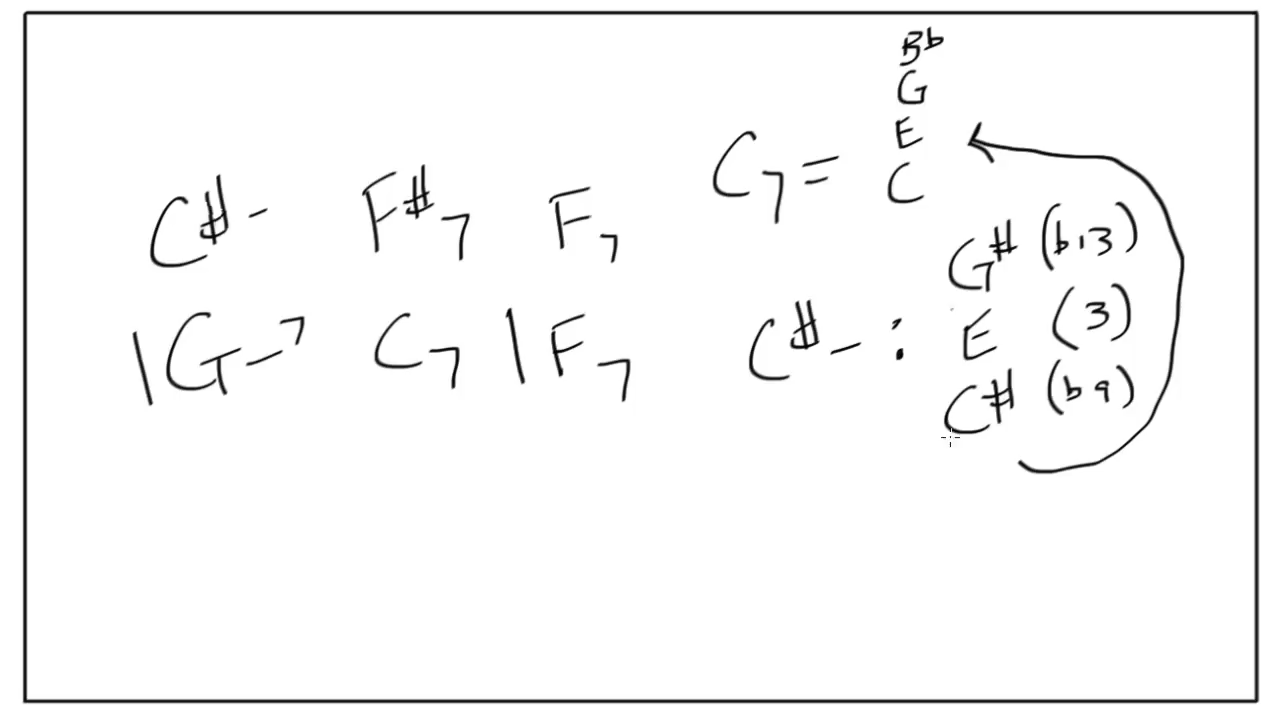 C#- F#7 F7
|G-7 C7 |F7
C7 =
Bb
G
E
C
C#- :
G# (b13)
E (3)
C# (b9)